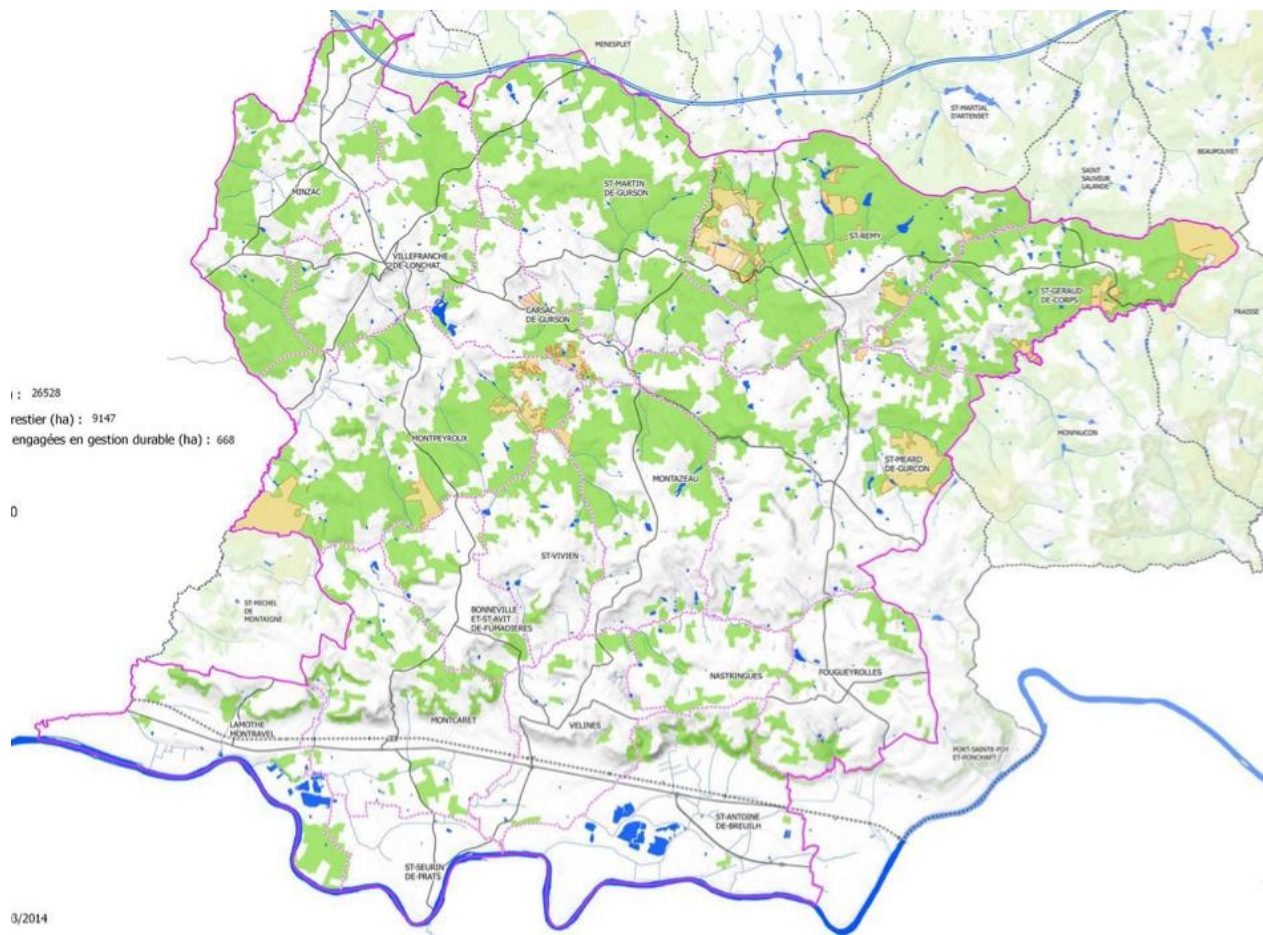 MENESPLET
ST-MARTIAL
D'ARTENSET
BEAUPOUYET
SAINT
SAUVEUR
LALANDE
MINZAC
ST-MARTIN
DE-GURSON
ST-REMY
VILLEFRANCHE
DE-LONCHAT
ST-GERAUD
DE-CORPS
FRAISSE
CARSAC
DE-GURSON
) : 26528
restier (ha) : 9147
engagées en gestion durable (ha) : 668
MONTPEYROUX
MONFAUCON
ST-MEARD
DE-GURCON
MONTAZEAU
0
ST-VIVIEN
ST-MICHEL
DE
MONTAIGNE
BONNEVILLE
ET-ST-AVIT
DE-FUMADIERES
NASTRINGUES
FOUGUEYROLLES
LAMOTHE
MONTRAVEL
MONTCARET
VELINES
PORT-SAINTE-FOY
ET-PONCHAPT
ST-ANTOINE
DE-BREUILH
ST-SEURIN
DE-PRATS
3/2014